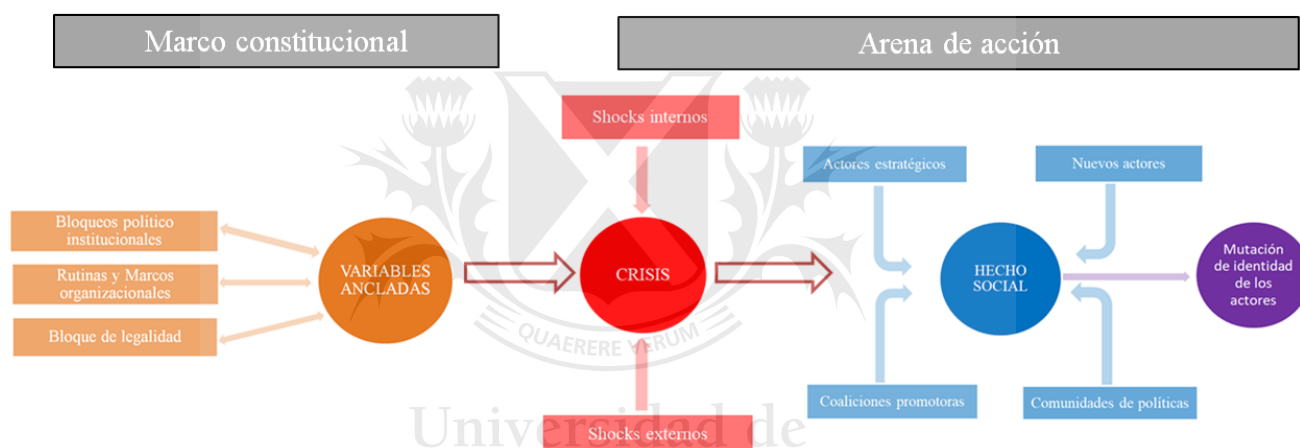 Marco constitucional
Arena de acción
Shocks internos
Actores estratégicos
Nuevos actores
Bloqueos político
institucionales
Rutinas y Marcos
organizacionales
Bloque de legalidad
VARIABLES
ANCLADAS
CRISIS
HECHO
SOCIAL
Mutación
de identidad
de los
actores
QUAERERE VERUM
Coaliciones promotoras
Comunidades de políticas
Universidad de
Shocks externos